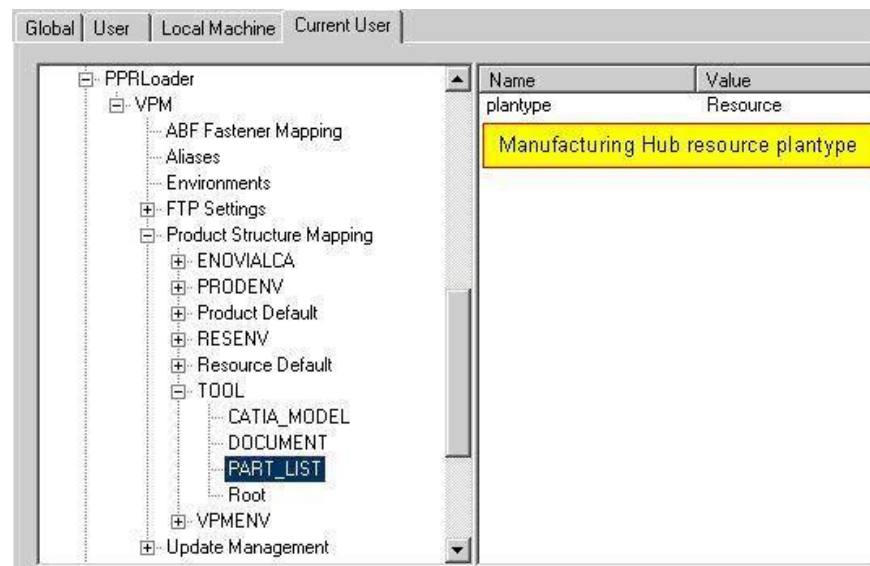 Global User Local Machine Current User
PPRLoader
VPM
ABF Fastener Mapping
Aliases
Environments
FTP Settings
Product Structure Mapping
ENOVIALCA
PRODENV
Product Default
RESENV
Resource Default
TOOL
CATIA_MODEL
DOCUMENT
PART_LIST
Root
VPMENV
Update Management
Name Value
plantype Resource
Manufacturing Hub resource plantype